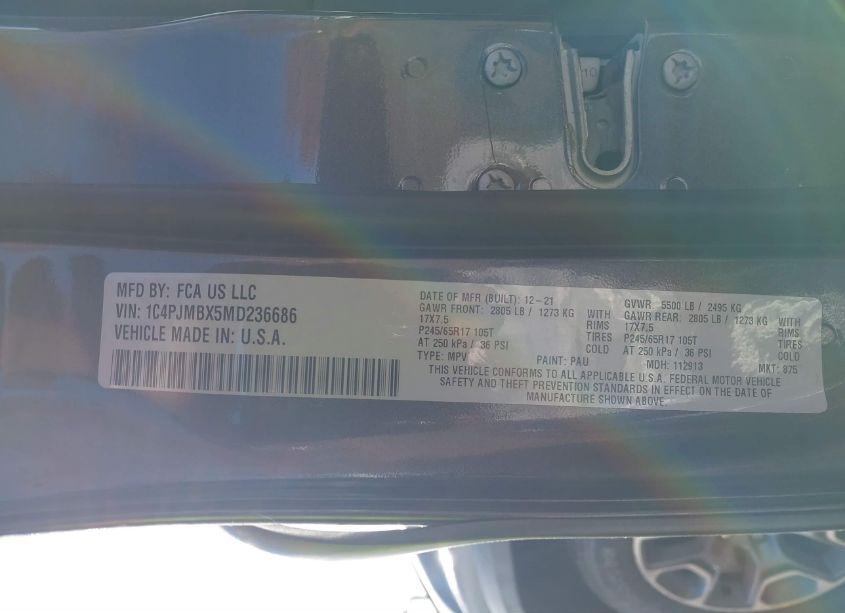 10
MFD BY: FCA US LLC
VIN: 1C4PJMBX5MD236686
VEHICLE MADE IN: U.S.A.
DATE OF MFR (BUILT): 12-21
GAWR FRONT: 2805 LB / 1273 KG WITH
17X7.5 RIMS
P245/65R17 105T TIRES
AT 250 kPa / 36 PSI COLD
TYPE: MPV PAINT: PAU
GVWR: 5500 LB / 2495 KG
GAWR REAR: 2805 LB / 1273 KG WITH
17X7.5 RIMS
P245/65R17 105T TIRES
AT 250 kPa / 36 PSI COLD
MDH: 112913 MKT: 875
THIS VEHICLE CONFORMS TO ALL APPLICABLE U.S.A. FEDERAL MOTOR VEHICLE
SAFETY AND THEFT PREVENTION STANDARDS IN EFFECT ON THE DATE OF
MANUFACTURE SHOWN ABOVE.